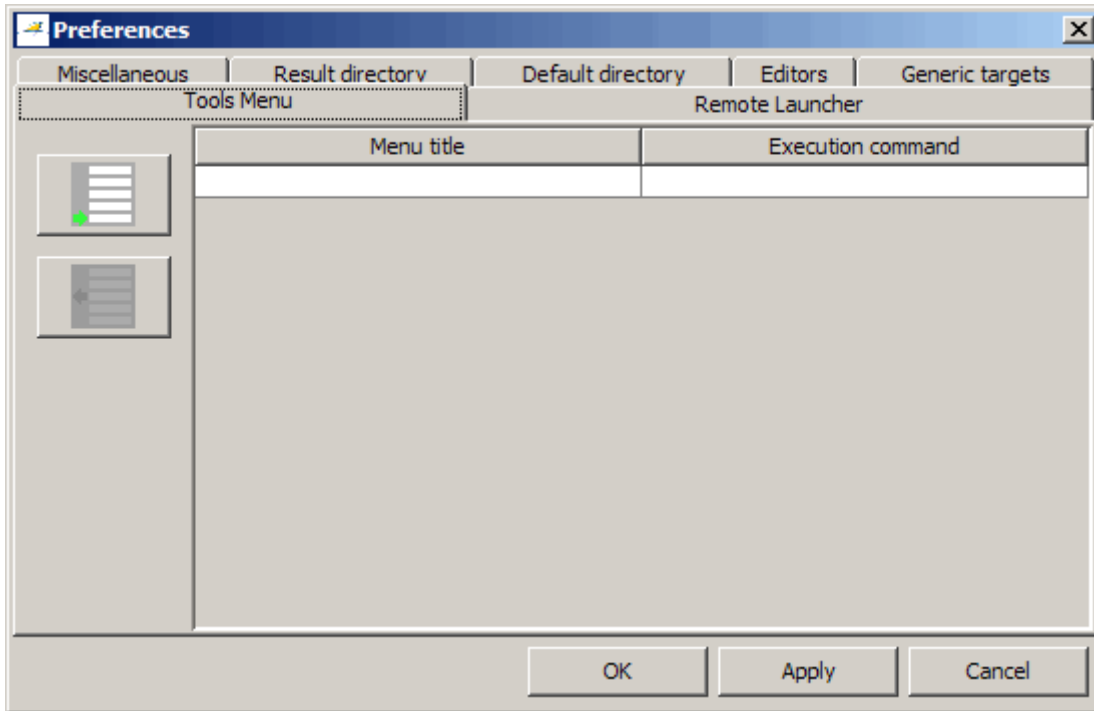 Preferences
Miscellaneous Result directory Default directory Editors Generic targets
Tools Menu Remote Launcher
Menu title Execution command
OK Apply Cancel